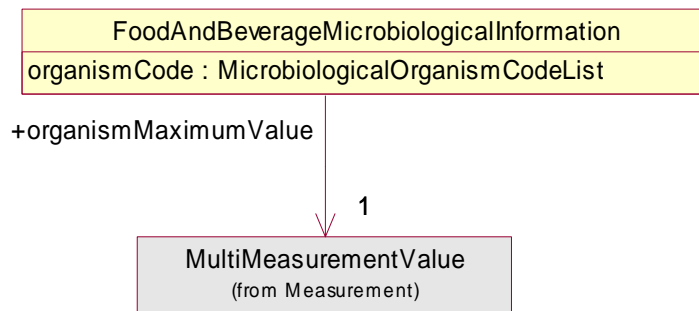 FoodAndBeverageMicrobiologicalInformation
organismCode : MicrobiologicalOrganismCodeList
+organismMaximumValue
1
MultiMeasurementValue
(from Measurement)